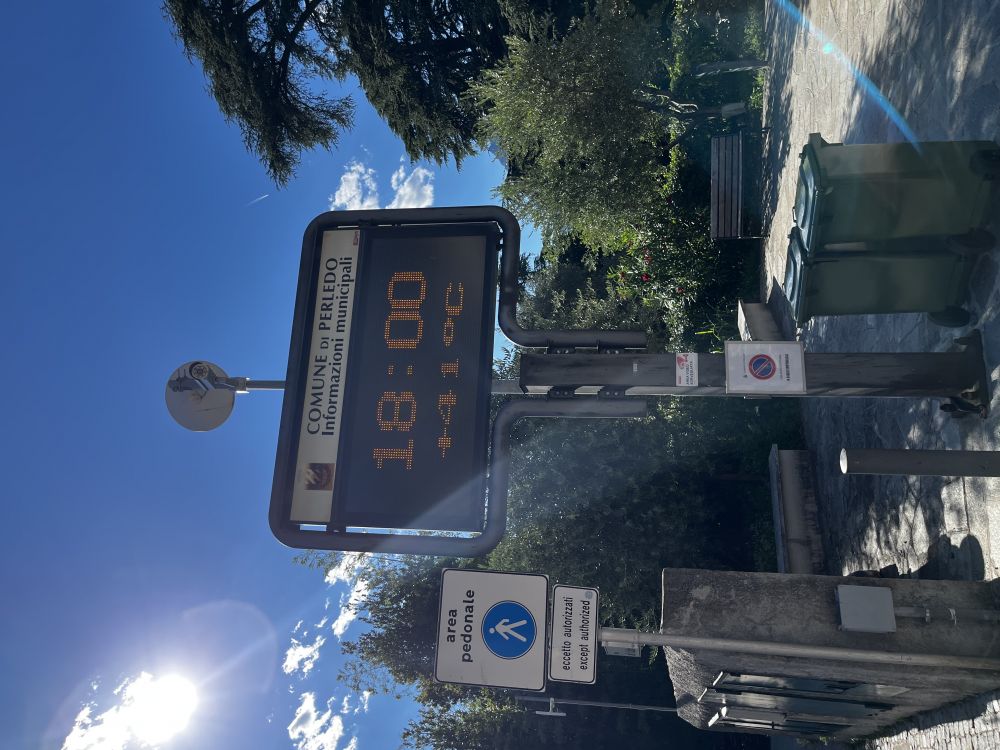 COMUNE DI PERLEDO
Informazioni municipali
18:00
+41°C
area
pedonale
eccetto autorizzati
except authorized